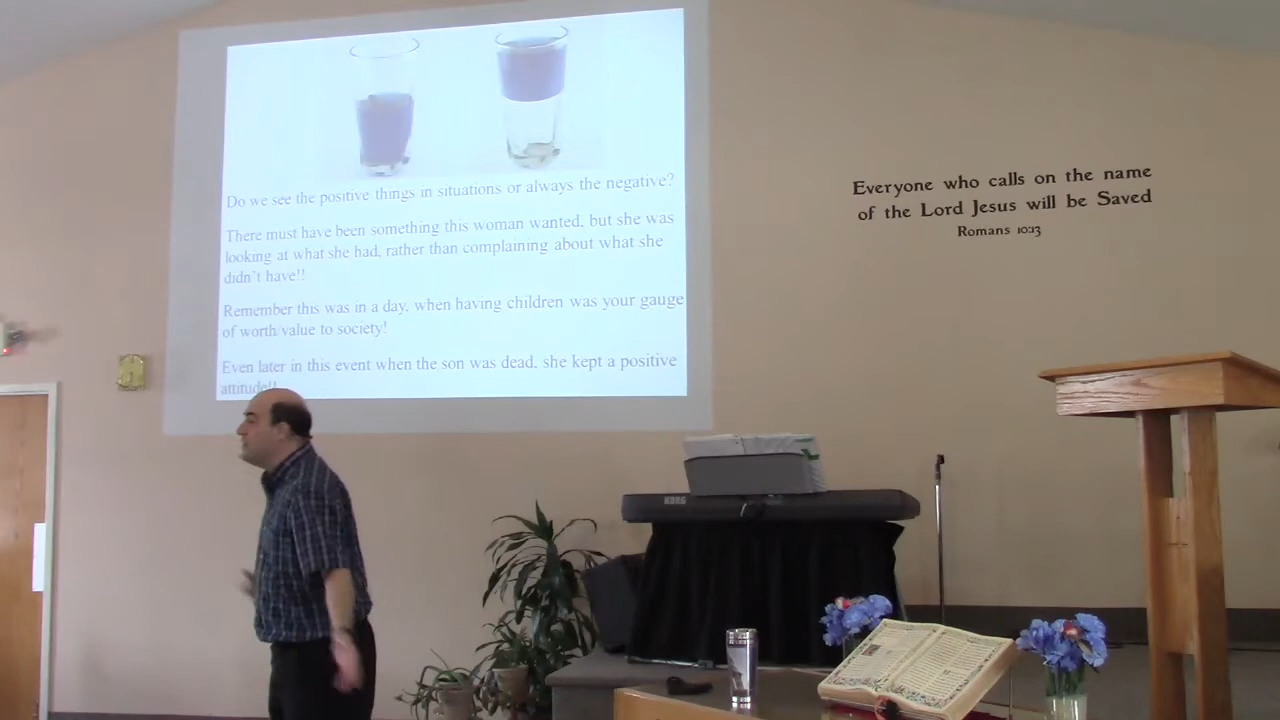 Do we see the positive things in situations or always the negative?
There must have been something this woman wanted, but she was
looking at what she had, rather than complaining about what she
didn't have!!
Remember this was in a day, when having children was your gauge
of worth value to society!
Even later in this event when the son was dead, she kept a positive
attitude!!
Everyone who calls on the name
of the Lord Jesus will be Saved
Romans 10:13
KORG